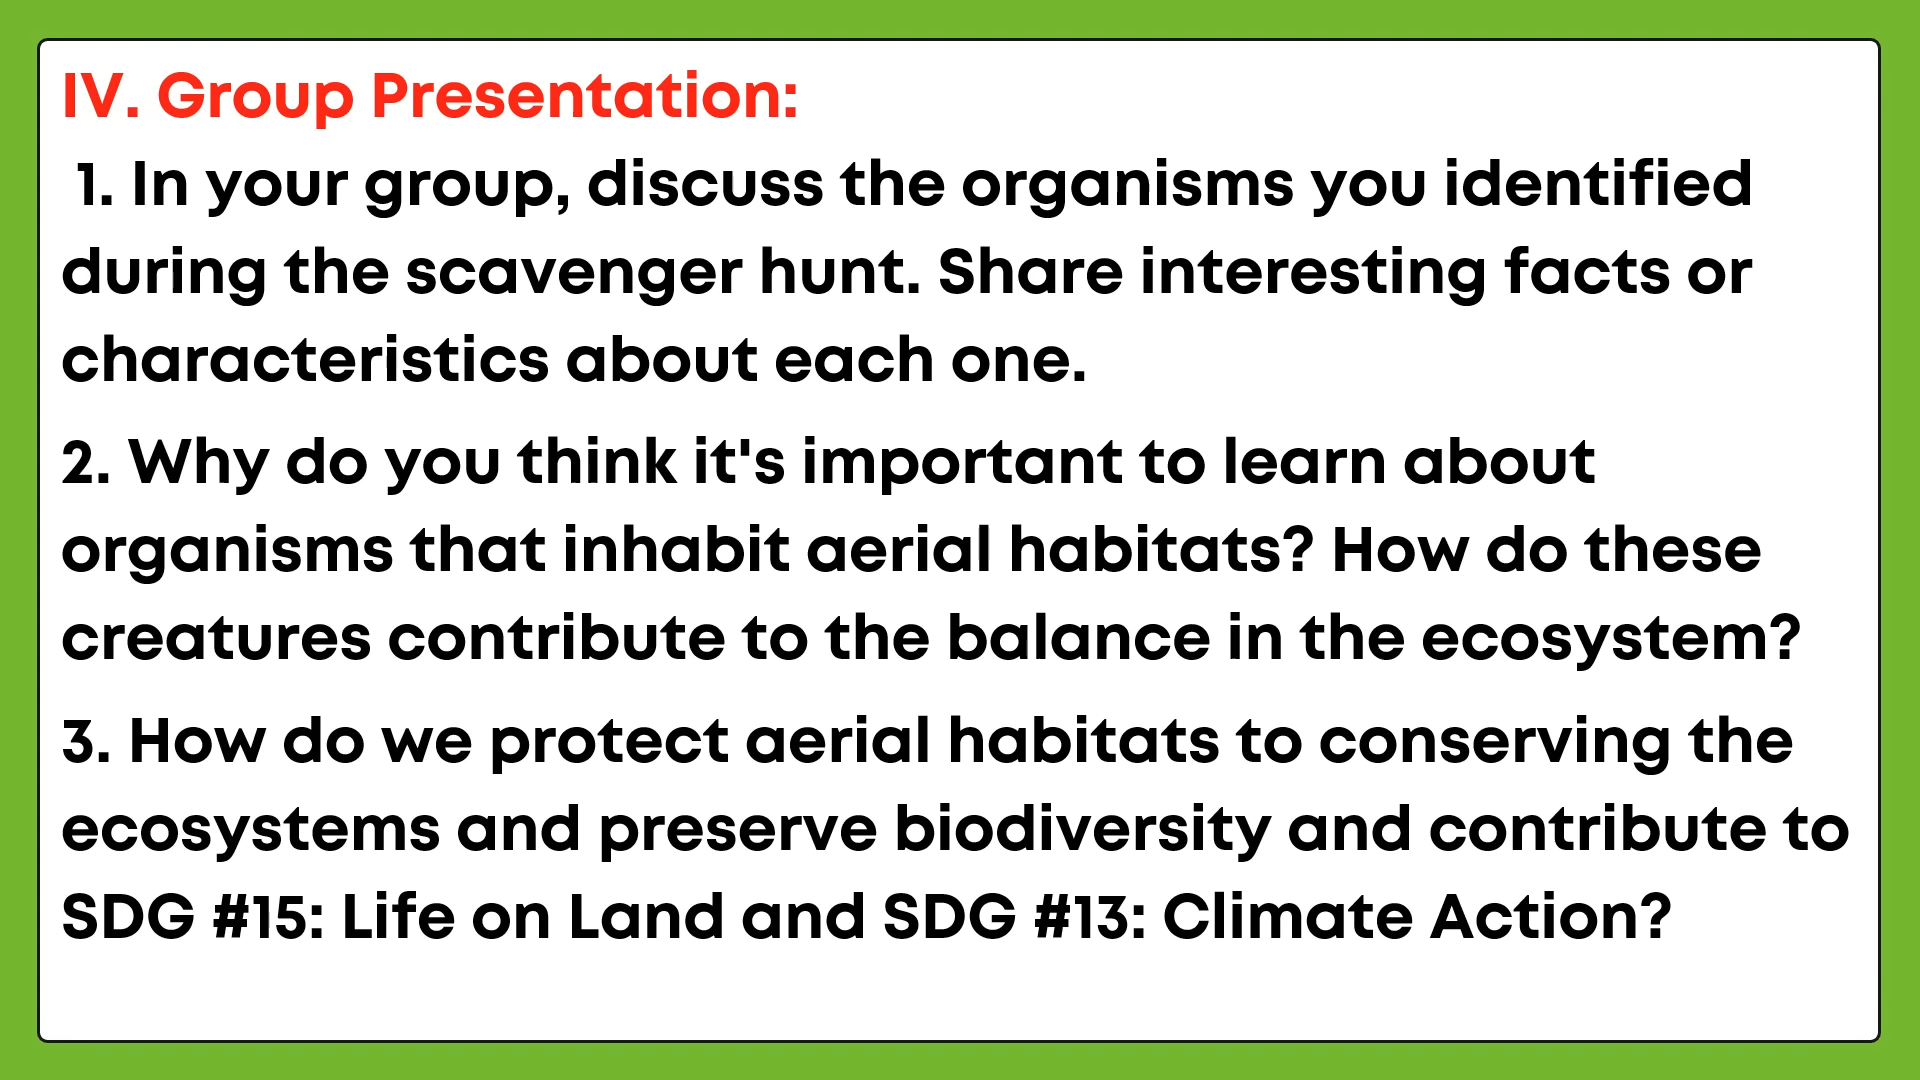 IV. Group Presentation:
1. In your group, discuss the organisms you identified
during the scavenger hunt. Share interesting facts or
characteristics about each one.
2. Why do you think it's important to learn about
organisms that inhabit aerial habitats? How do these
creatures contribute to the balance in the ecosystem?
3. How do we protect aerial habitats to conserving the
ecosystems and preserve biodiversity and contribute to
SDG #15: Life on Land and SDG #13: Climate Action?